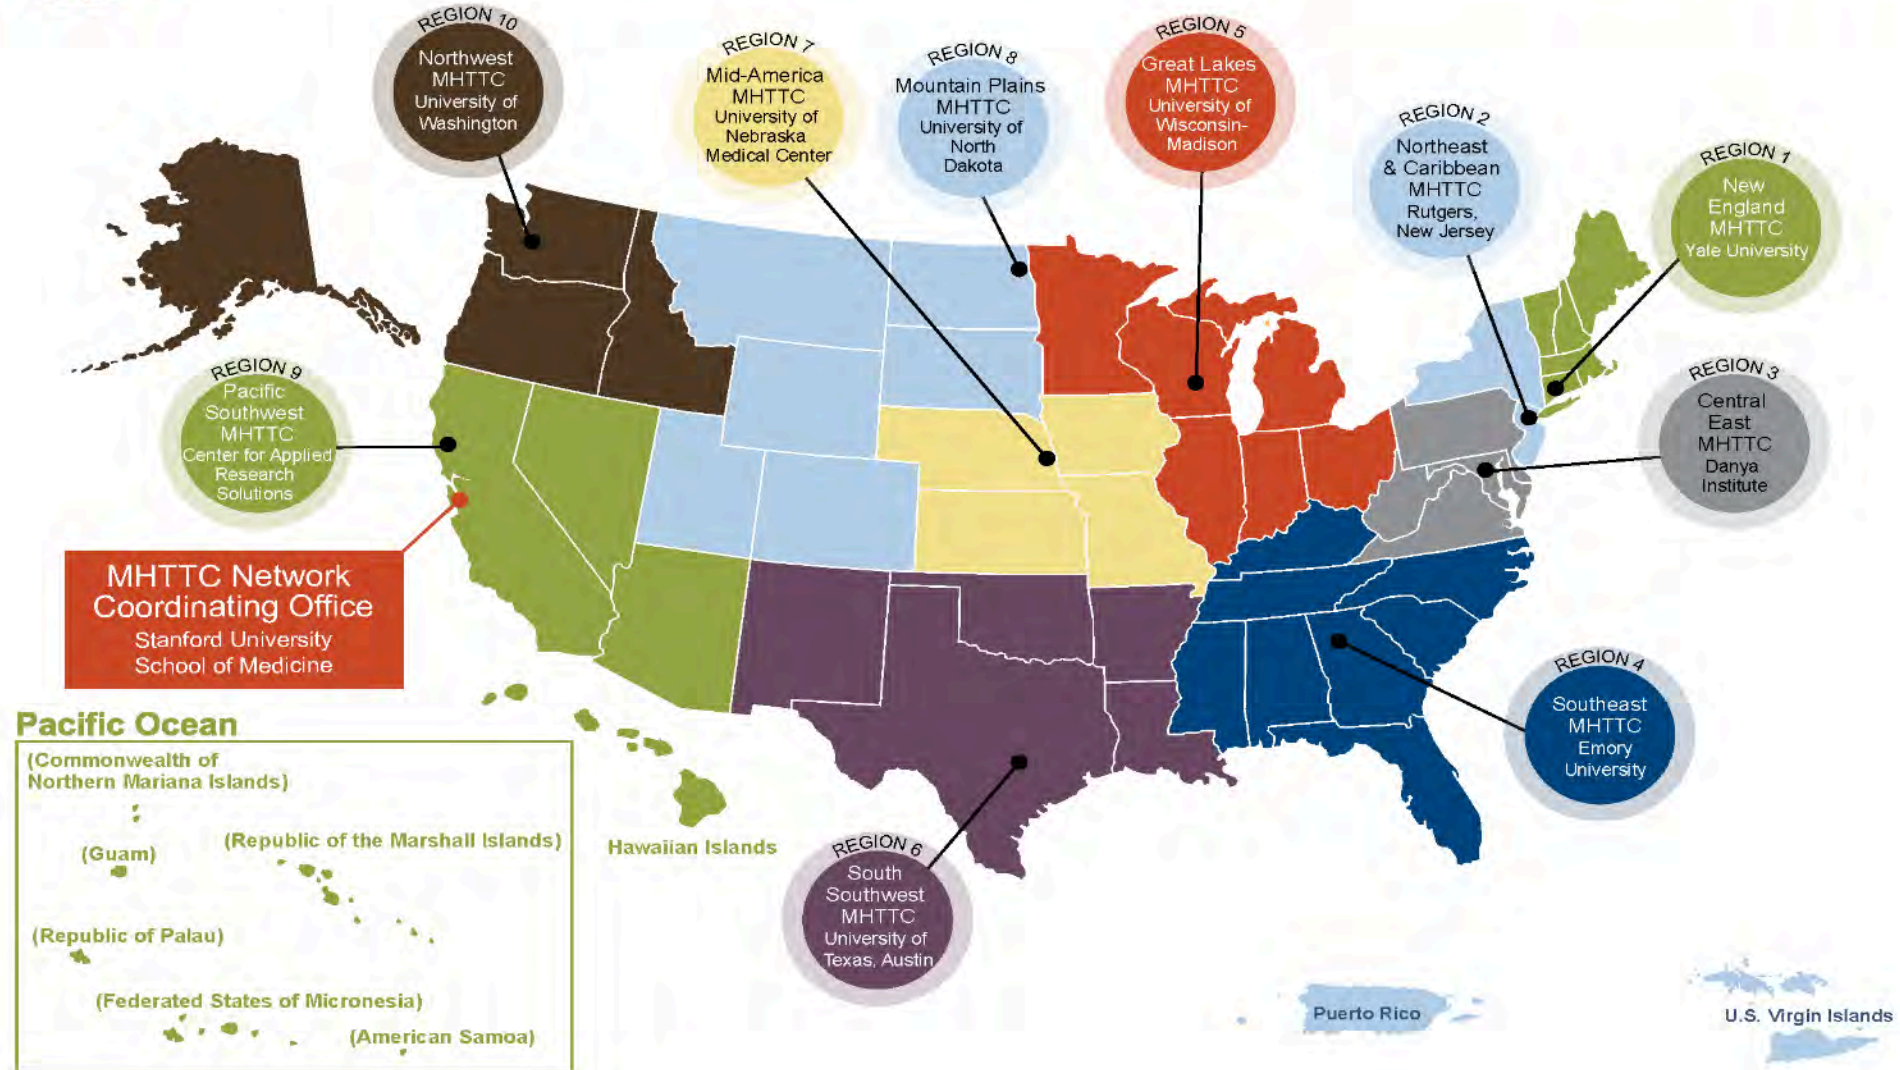 REGION 10
Northwest
MHTTC
University of
Washington
REGION 7
Mid-America
MHTTC
University of
Nebraska
Medical Center
REGION 8
Mountain Plains
MHTTC
University of
North
Dakota
REGION 5
Great Lakes
MHTTC
University of
Wisconsin-
Madison
REGION 2
Northeast
& Caribbean
MHTTC
Rutgers,
New Jersey
REGION 1
New
England
MHTTC
Yale University
REGION 9
Pacific
Southwest
MHTTC
Center for Applied
Research
Solutions
REGION 3
Central
East
MHTTC
Danya
Institute
MHTTC Network
Coordinating Office
Stanford University
School of Medicine
REGION 4
Southeast
MHTTC
Emory
University
Pacific Ocean
(Commonwealth of
Northern Mariana Islands)
(Guam)
(Republic of the Marshall Islands)
(Republic of Palau)
(Federated States of Micronesia)
(American Samoa)
Hawaiian Islands
REGION 6
South
Southwest
MHTTC
University of
Texas, Austin
Puerto Rico
U.S. Virgin Islands